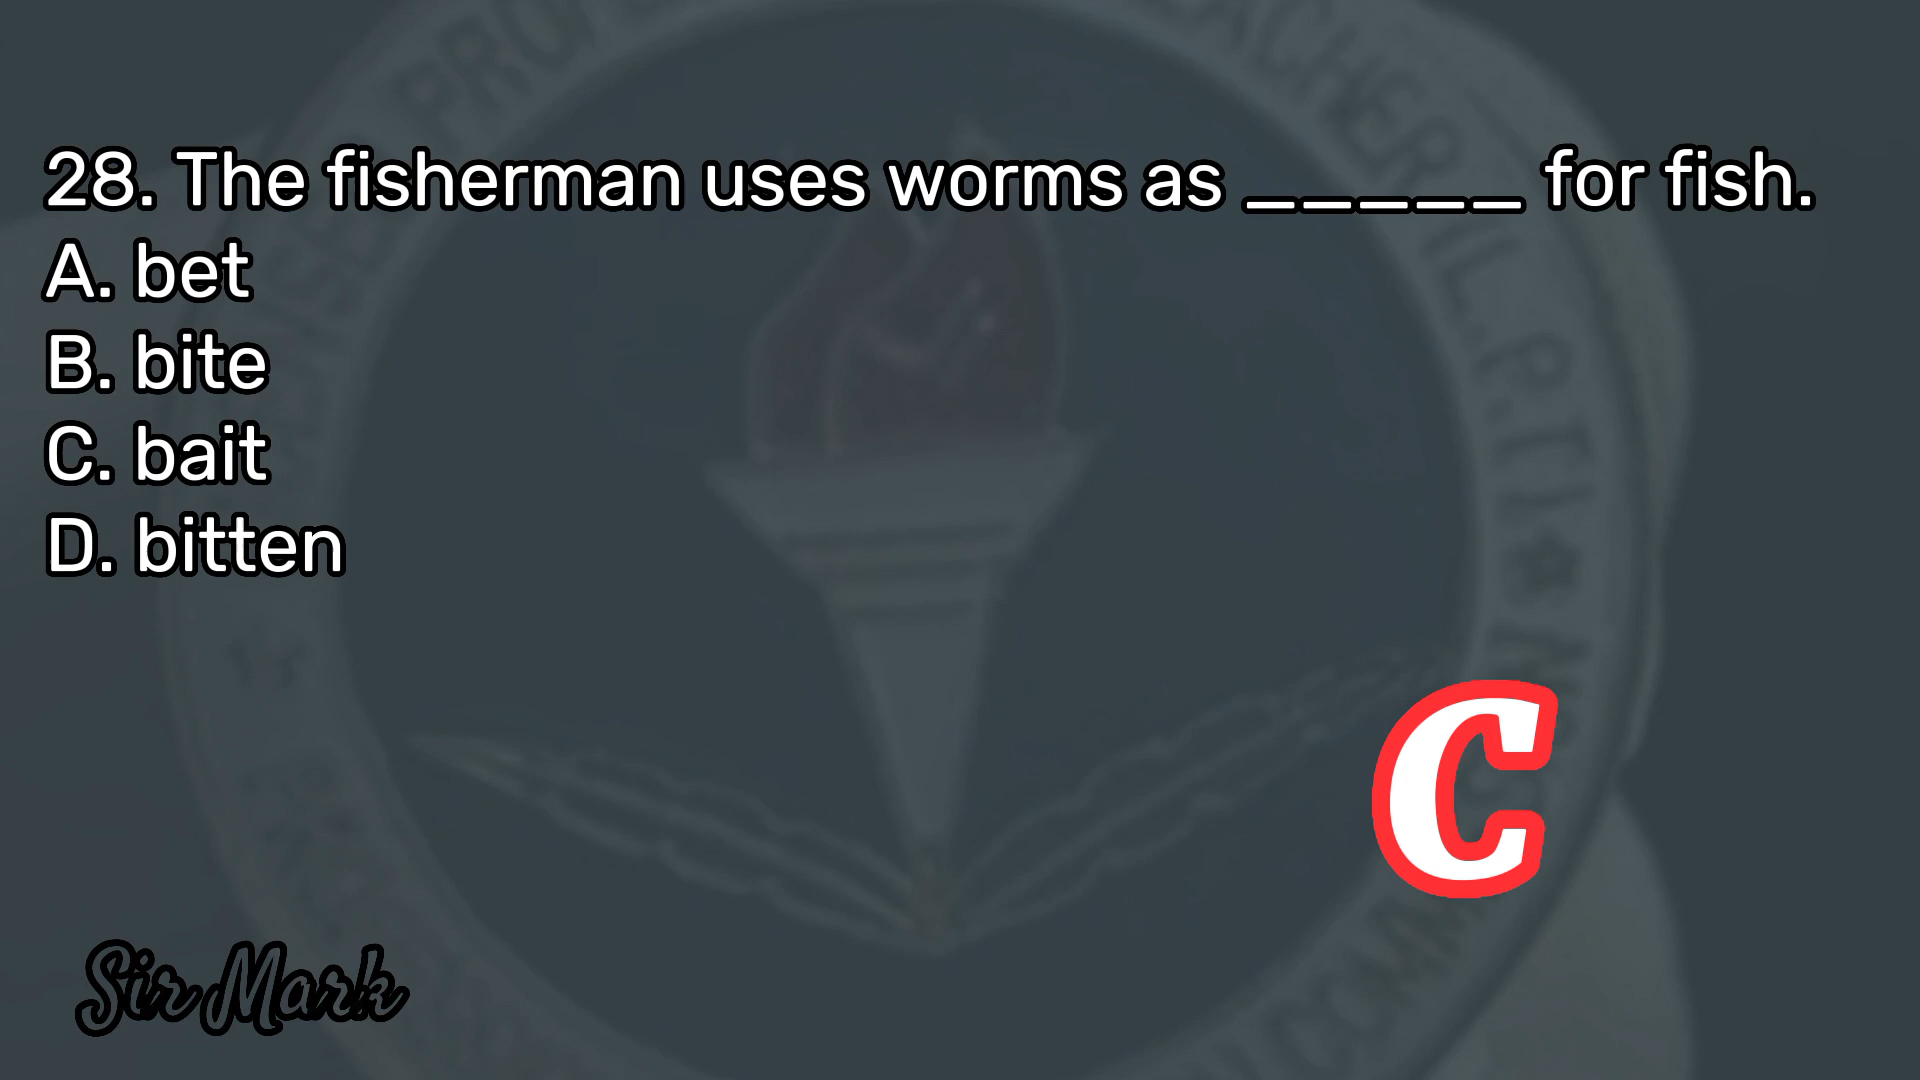 28. The fisherman uses worms as _____ for fish.
A. bet
B. bite
C. bait
D. bitten
C
Sir Mark